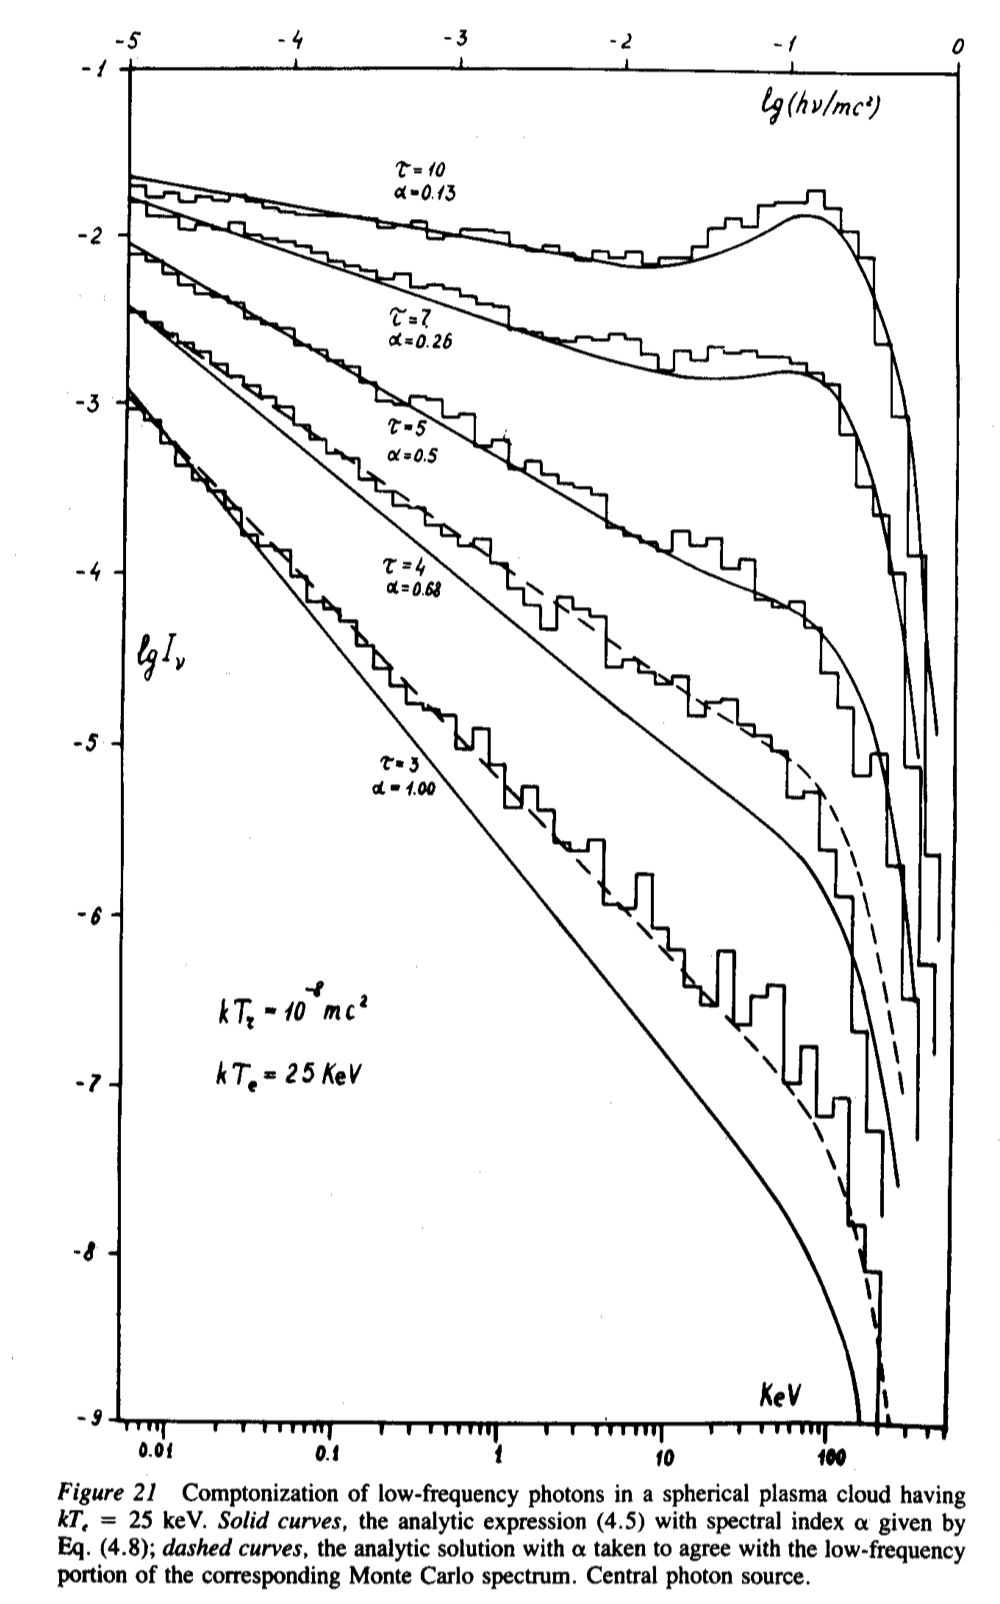 -5 -4 -3 -2 -1 0
-1
lg(hν/mc²)
τ=10
α=0.13
-2
τ=7
α=0.26
-3
τ=5
α=0.5
-4
τ=4
α=0.68
lg Iν
τ=3
α=1.00
-5
-6
kTr = 10⁻⁸ mc²
kTe = 25 KeV
-7
-8
KeV
-9
0.01 0.1 1 10 100
Figure 21 Comptonization of low-frequency photons in a spherical plasma cloud having
kTe = 25 keV. Solid curves, the analytic expression (4.5) with spectral index α given by
Eq. (4.8); dashed curves, the analytic solution with α taken to agree with the low-frequency
portion of the corresponding Monte Carlo spectrum. Central photon source.